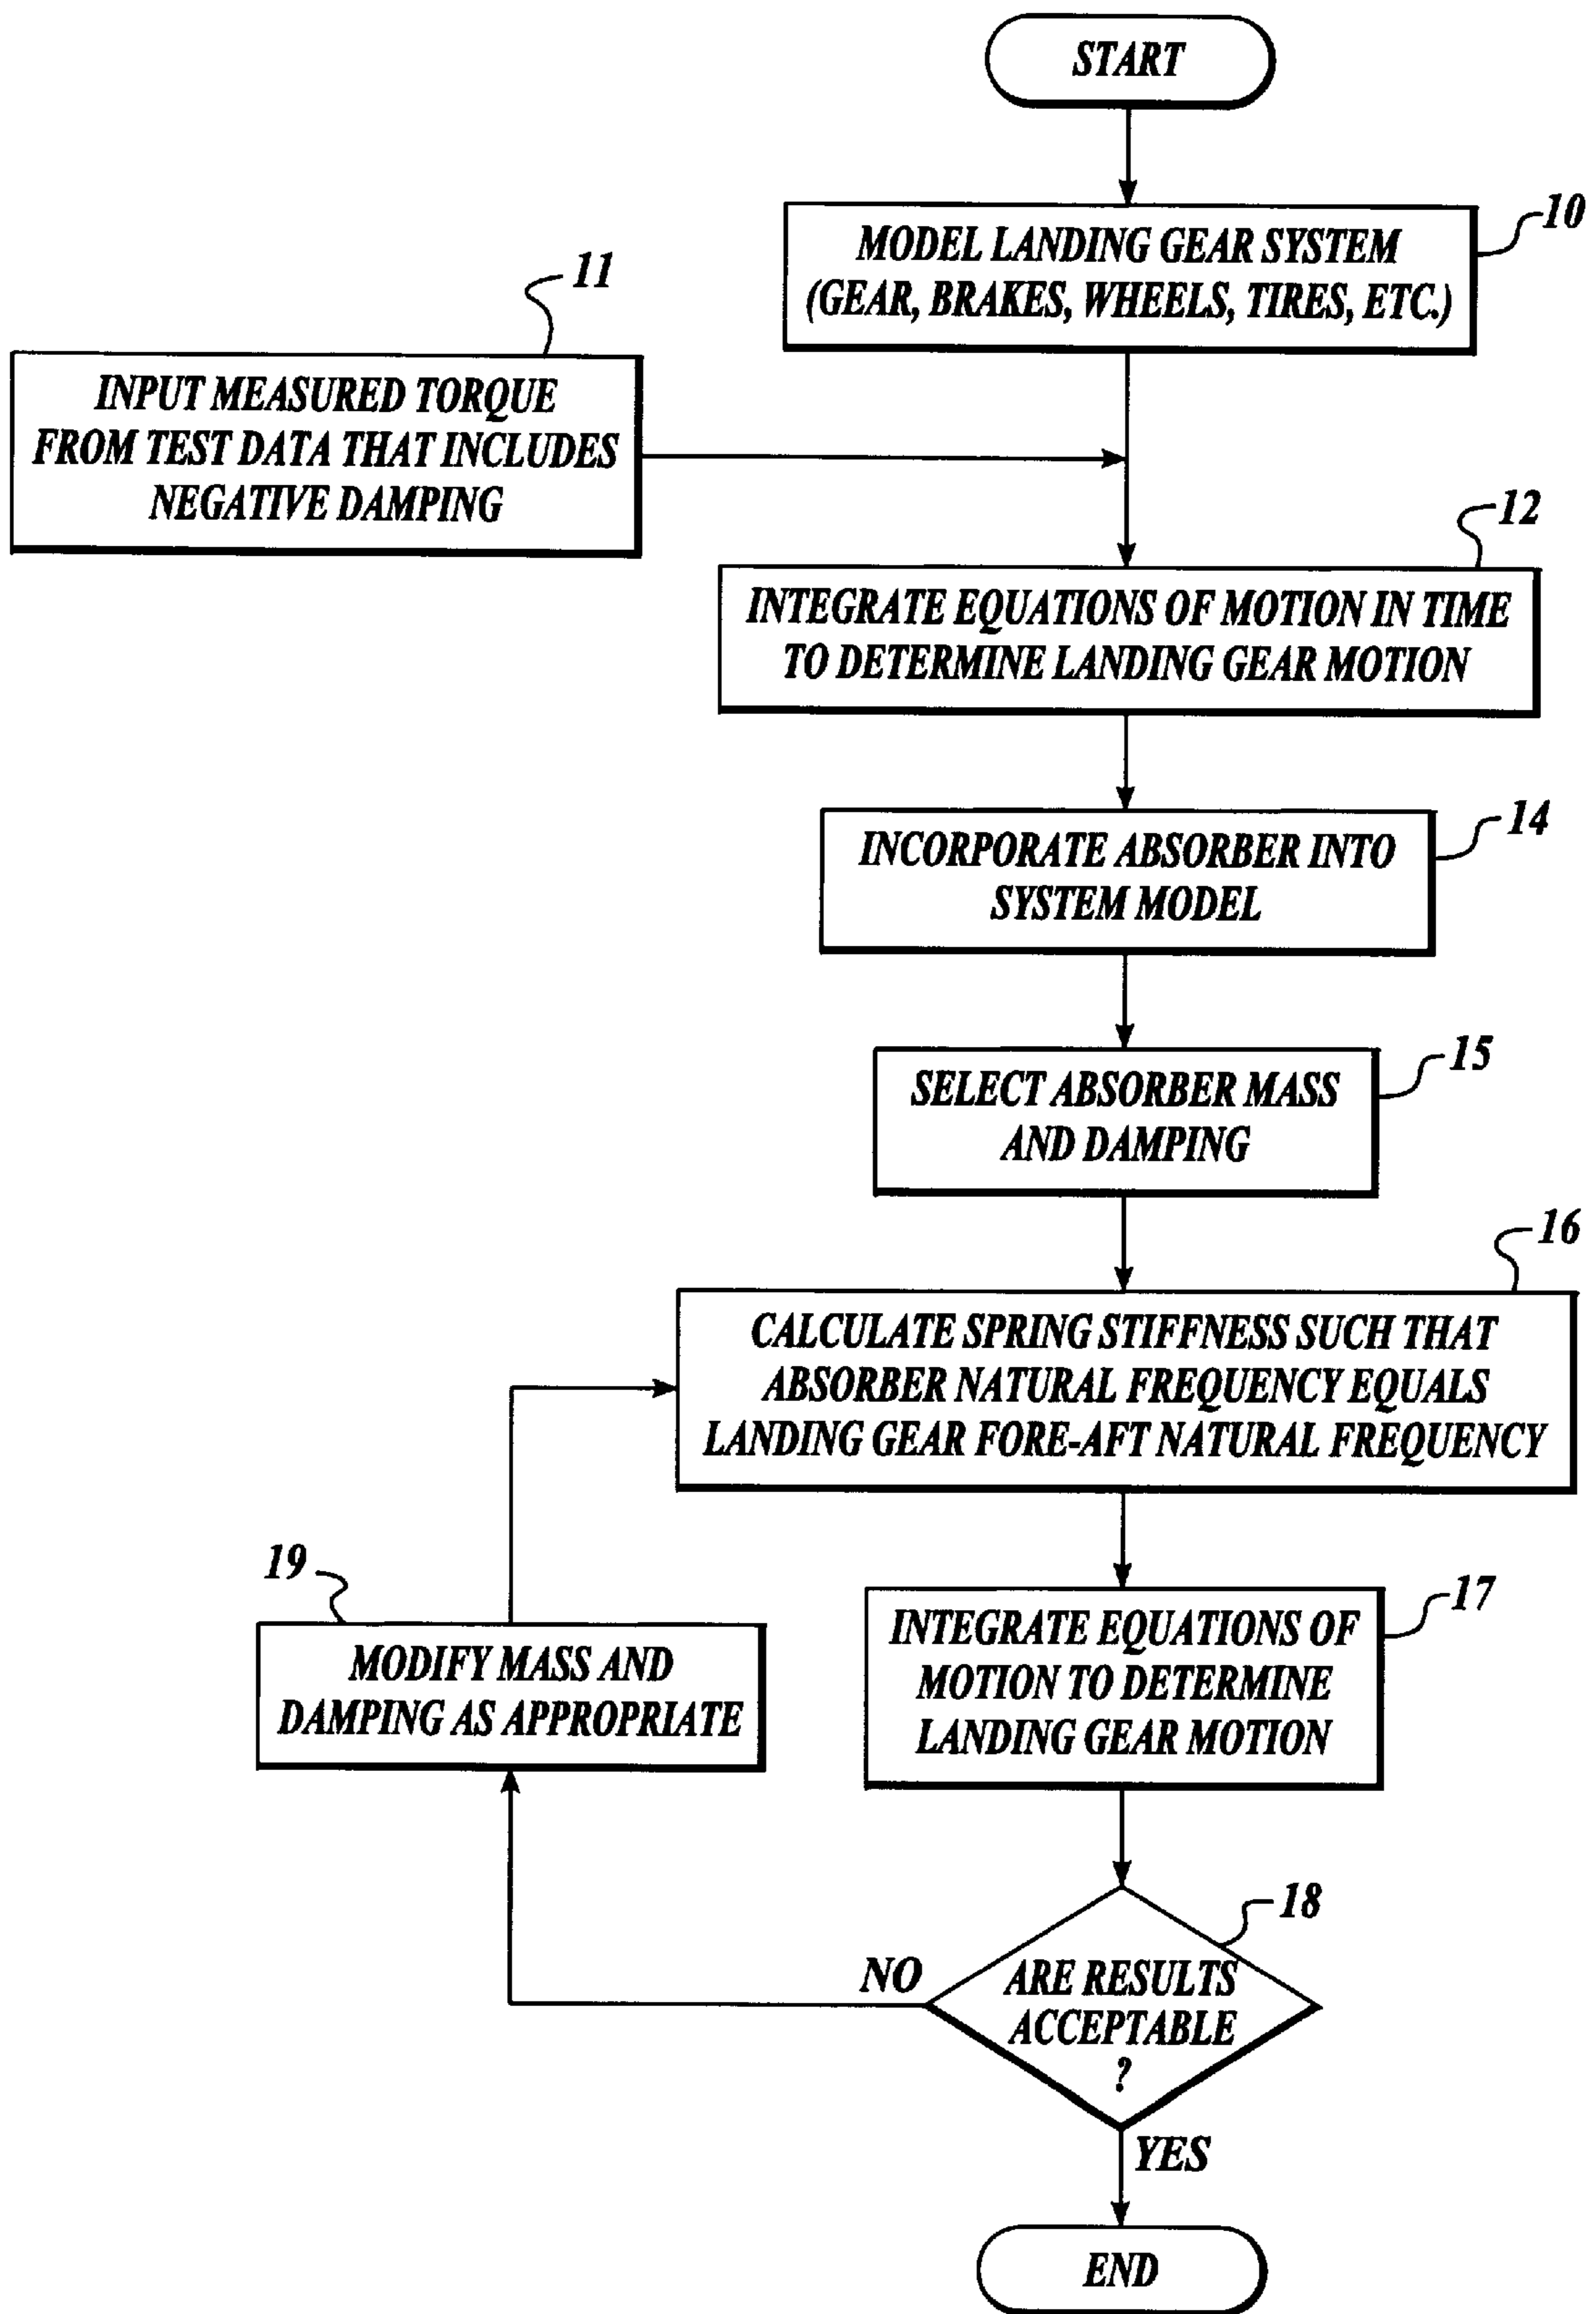 START
10
MODEL LANDING GEAR SYSTEM
(GEAR, BRAKES, WHEELS, TIRES, ETC.)
11
INPUT MEASURED TORQUE
FROM TEST DATA THAT INCLUDES
NEGATIVE DAMPING
12
INTEGRATE EQUATIONS OF MOTION IN TIME
TO DETERMINE LANDING GEAR MOTION
14
INCORPORATE ABSORBER INTO
SYSTEM MODEL
15
SELECT ABSORBER MASS
AND DAMPING
16
CALCULATE SPRING STIFFNESS SUCH THAT
ABSORBER NATURAL FREQUENCY EQUALS
LANDING GEAR FORE-AFT NATURAL FREQUENCY
17
INTEGRATE EQUATIONS OF
MOTION TO DETERMINE
LANDING GEAR MOTION
19
MODIFY MASS AND
DAMPING AS APPROPRIATE
18
ARE RESULTS
ACCEPTABLE
?
NO
YES
END